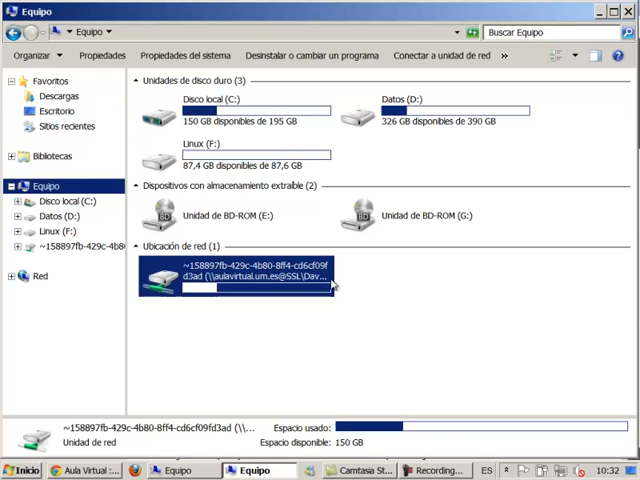 Equipo
Equipo
Buscar Equipo
Organizar
Propiedades
Propiedades del sistema
Desinstalar o cambiar un programa
Conectar a unidad de red
»
Favoritos
Descargas
Escritorio
Sitios recientes
Bibliotecas
Equipo
Disco local (C:)
Datos (D:)
Linux (F:)
~158897fb-429c-4b80
Red
Unidades de disco duro (3)
Disco local (C:)
150 GB disponibles de 195 GB
Datos (D:)
326 GB disponibles de 390 GB
Linux (F:)
87,4 GB disponibles de 87,6 GB
Dispositivos con almacenamiento extraíble (2)
BD
Unidad de BD-ROM (E:)
BD
Unidad de BD-ROM (G:)
Ubicación de red (1)
~158897fb-429c-4b80-8ff4-cd6cf09f
d3ad (\\aulavirtual.um.es@SSL\Dav...
~158897fb-429c-4b80-8ff4-cd6cf09fd3ad (\\...
Espacio usado:
Unidad de red
Espacio disponible: 150 GB
Inicio
Aula Virtual :...
Equipo
Equipo
Camtasia St...
Recording...
ES
10:32